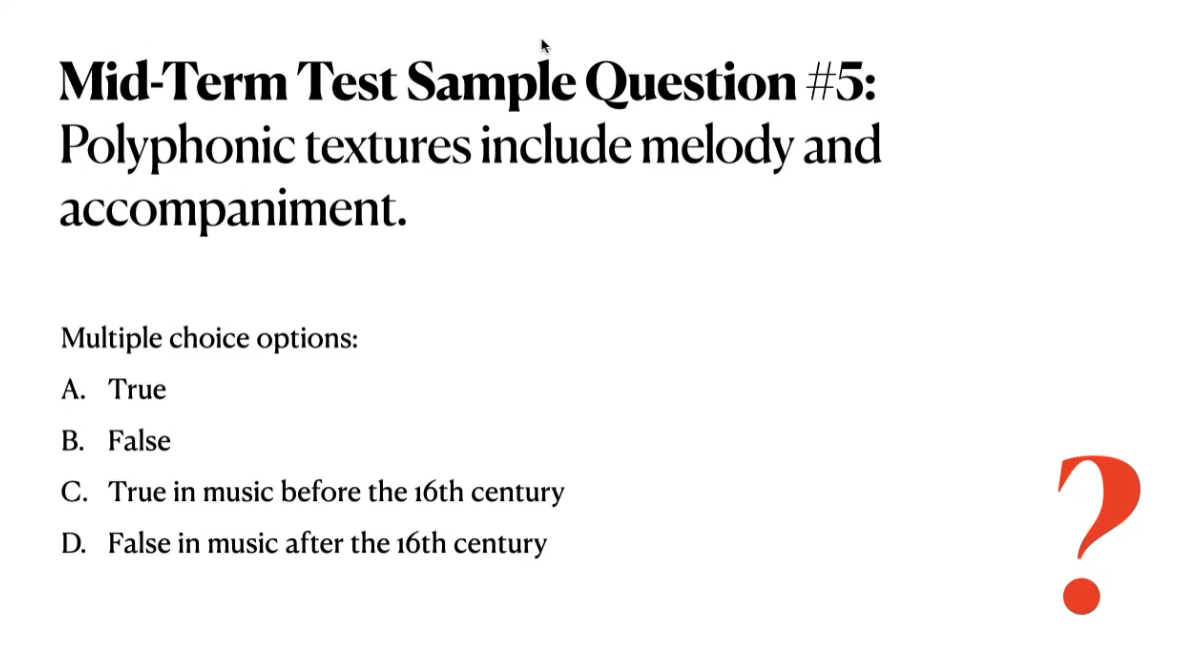 Mid-Term Test Sample Question #5:
Polyphonic textures include melody and
accompaniment.
Multiple choice options:
A. True
B. False
C. True in music before the 16th century
D. False in music after the 16th century
?